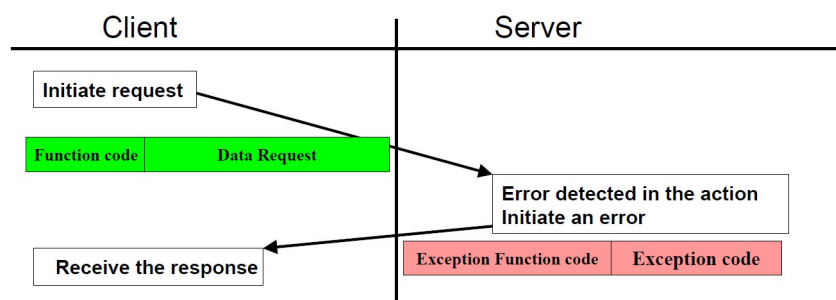 Client
Server
Initiate request
Function code
Data Request
Error detected in the action
Initiate an error
Receive the response
Exception Function code
Exception code